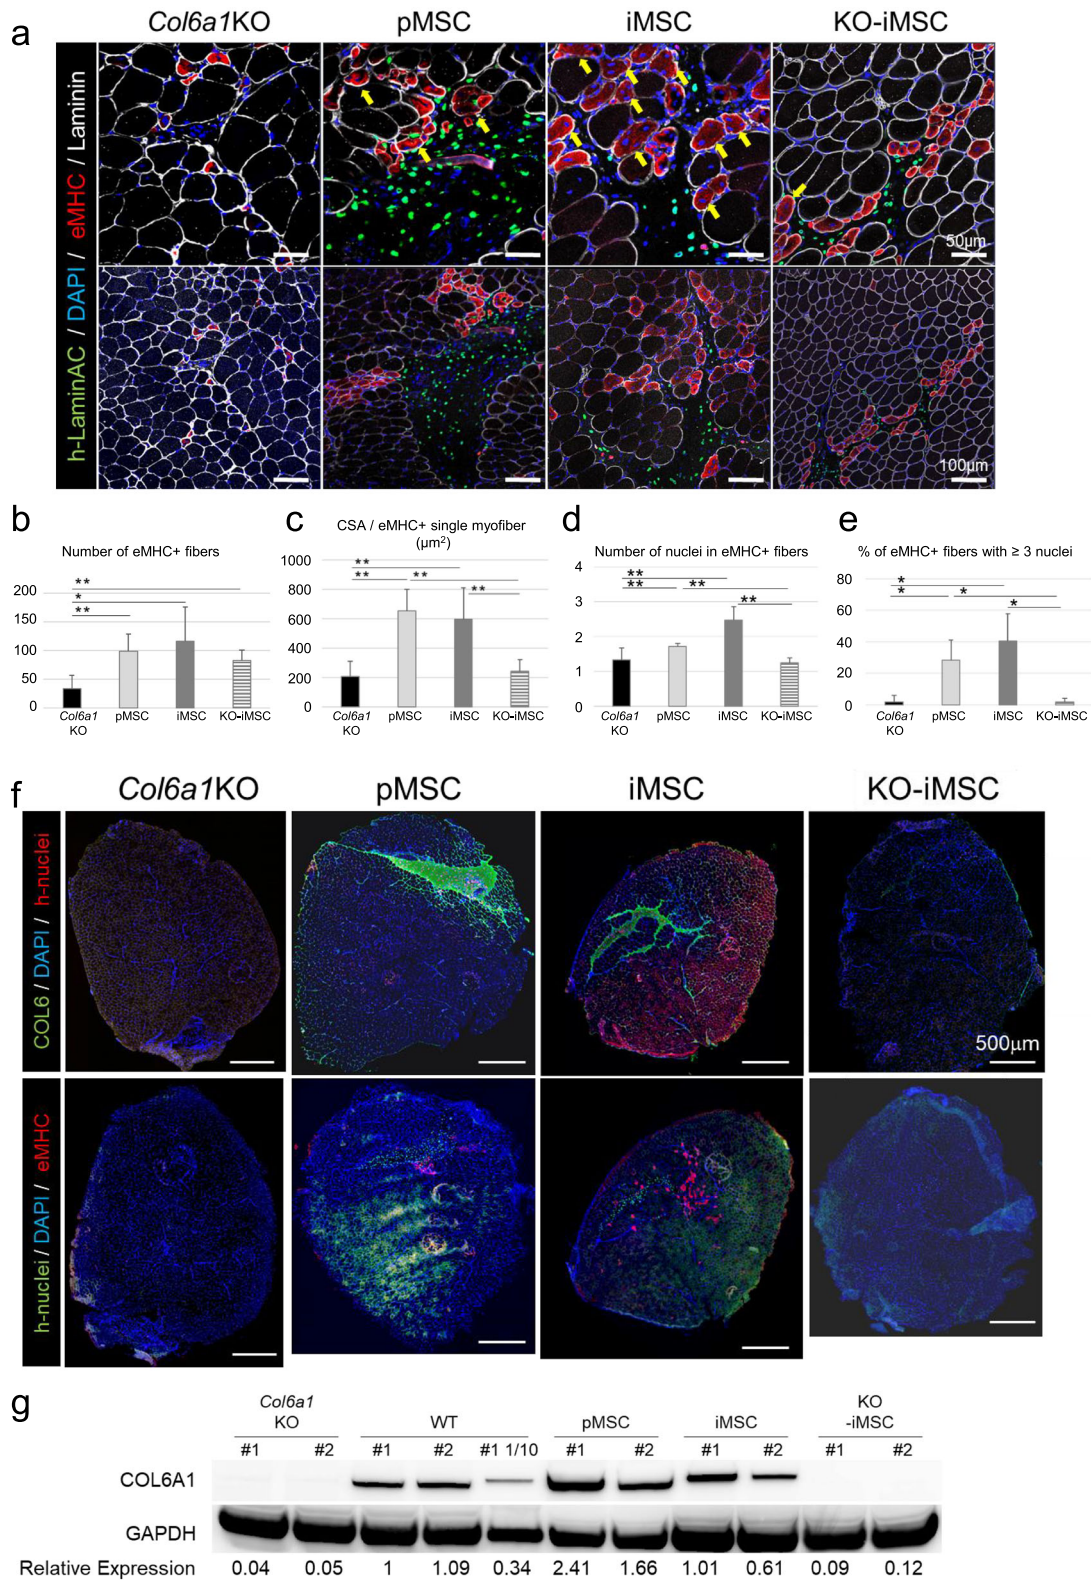 a
Col6a1KO pMSC iMSC KO-iMSC
h-LaminAC / DAPI / eMHC / Laminin
50µm
100µm
b
Number of eMHC+ fibers
200
150
100
50
0
** 
*
**
Col6a1 KO pMSC iMSC KO-iMSC
c
CSA / eMHC+ single myofiber
(µm²)
1000
800
600
400
200
0
**
** **
**
Col6a1 KO pMSC iMSC KO-iMSC
d
Number of nuclei in eMHC+ fibers
4
3
2
1
0
**
** **
**
Col6a1 KO pMSC iMSC KO-iMSC
e
% of eMHC+ fibers with ≥ 3 nuclei
80
60
40
20
0
*
* *
*
Col6a1 KO pMSC iMSC KO-iMSC
f
Col6a1KO pMSC iMSC KO-iMSC
COL6 / DAPI / h-nuclei
500µm
h-nuclei / DAPI / eMHC
g
Col6a1 KO WT pMSC iMSC KO -iMSC
#1 #2 #1 #2 #1 1/10 #1 #2 #1 #2 #1 #2
COL6A1
GAPDH
Relative Expression 0.04 0.05 1 1.09 0.34 2.41 1.66 1.01 0.61 0.09 0.12